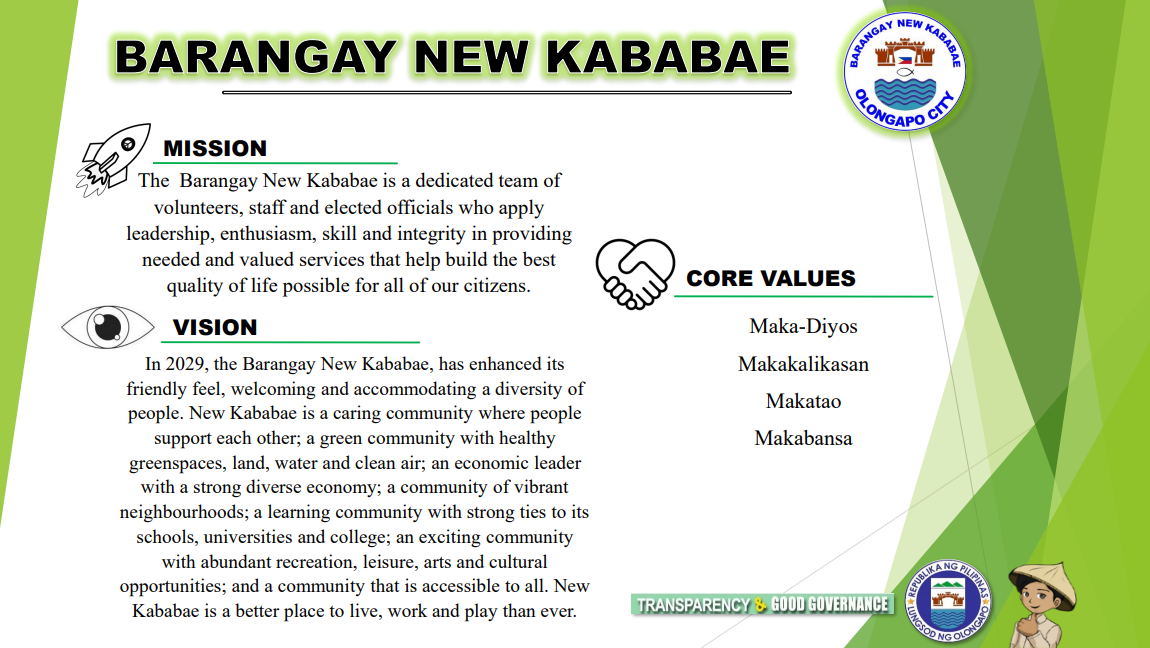 BARANGAY NEW KABABAE
BARANGAY NEW KABABAE
OLONGAPO CITY
MISSION
The Barangay New Kababae is a dedicated team of
volunteers, staff and elected officials who apply
leadership, enthusiasm, skill and integrity in providing
needed and valued services that help build the best
quality of life possible for all of our citizens.
VISION
In 2029, the Barangay New Kababae, has enhanced its
friendly feel, welcoming and accommodating a diversity of
people. New Kababae is a caring community where people
support each other; a green community with healthy
greenspaces, land, water and clean air; an economic leader
with a strong diverse economy; a community of vibrant
neighbourhoods; a learning community with strong ties to its
schools, universities and college; an exciting community
with abundant recreation, leisure, arts and cultural
opportunities; and a community that is accessible to all. New
Kababae is a better place to live, work and play than ever.
CORE VALUES
Maka-Diyos
Makakalikasan
Makatao
Makabansa
TRANSPARENCY & GOOD GOVERNANCE
REPUBLIKA NG PILIPINAS
LUNGSOD NG OLONGAPO